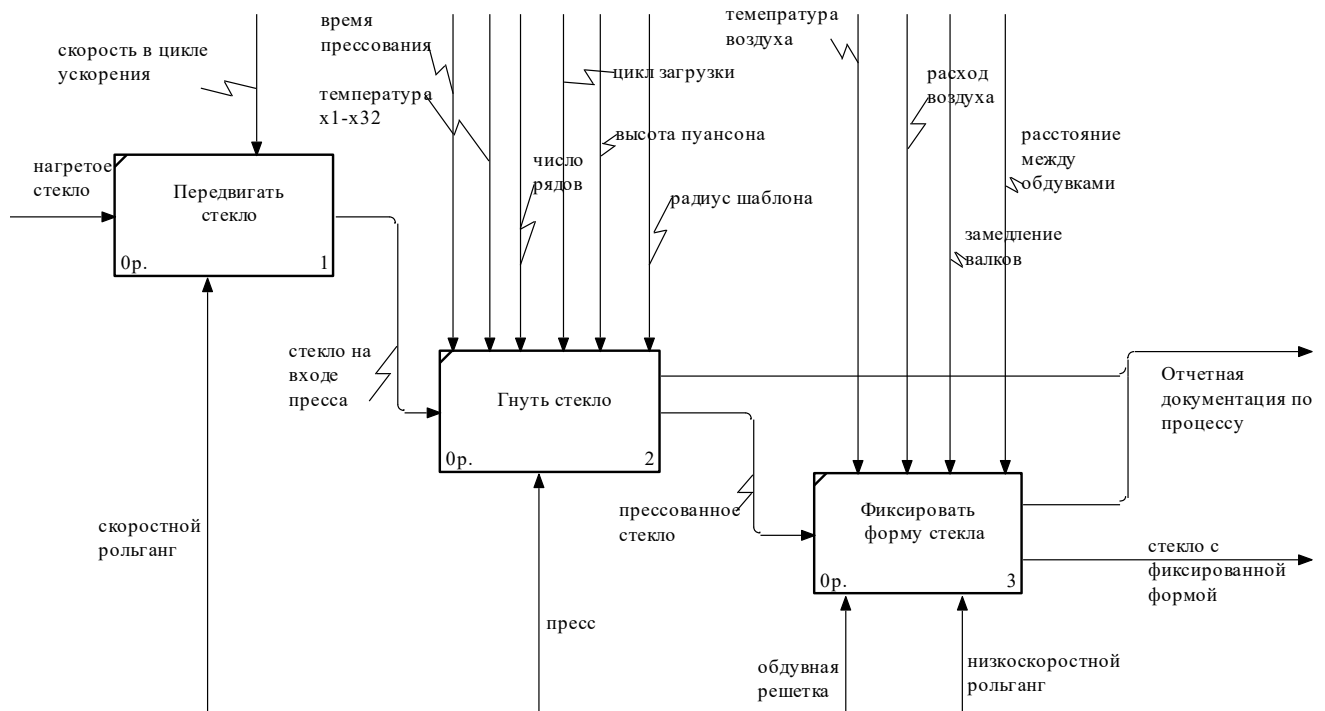 скорость в цикле
ускорения
время
прессования
температура
x1-x32
цикл загрузки
высота пуансона
число
рядов
радиус шаблона
темепратура
воздуха
расход
воздуха
расстояние
между
обдувками
замедление
валков
нагретое
стекло
Передвигать
стекло
0р.
1
стекло на
входе
пресса
Гнуть стекло
0р.
2
Отчетная
документация по
процессу
скоростной
рольганг
прессованное
стекло
Фиксировать
форму стекла
0р.
3
стекло с
фиксированной
формой
пресс
обдувная
решетка
низкоскоростной
рольганг